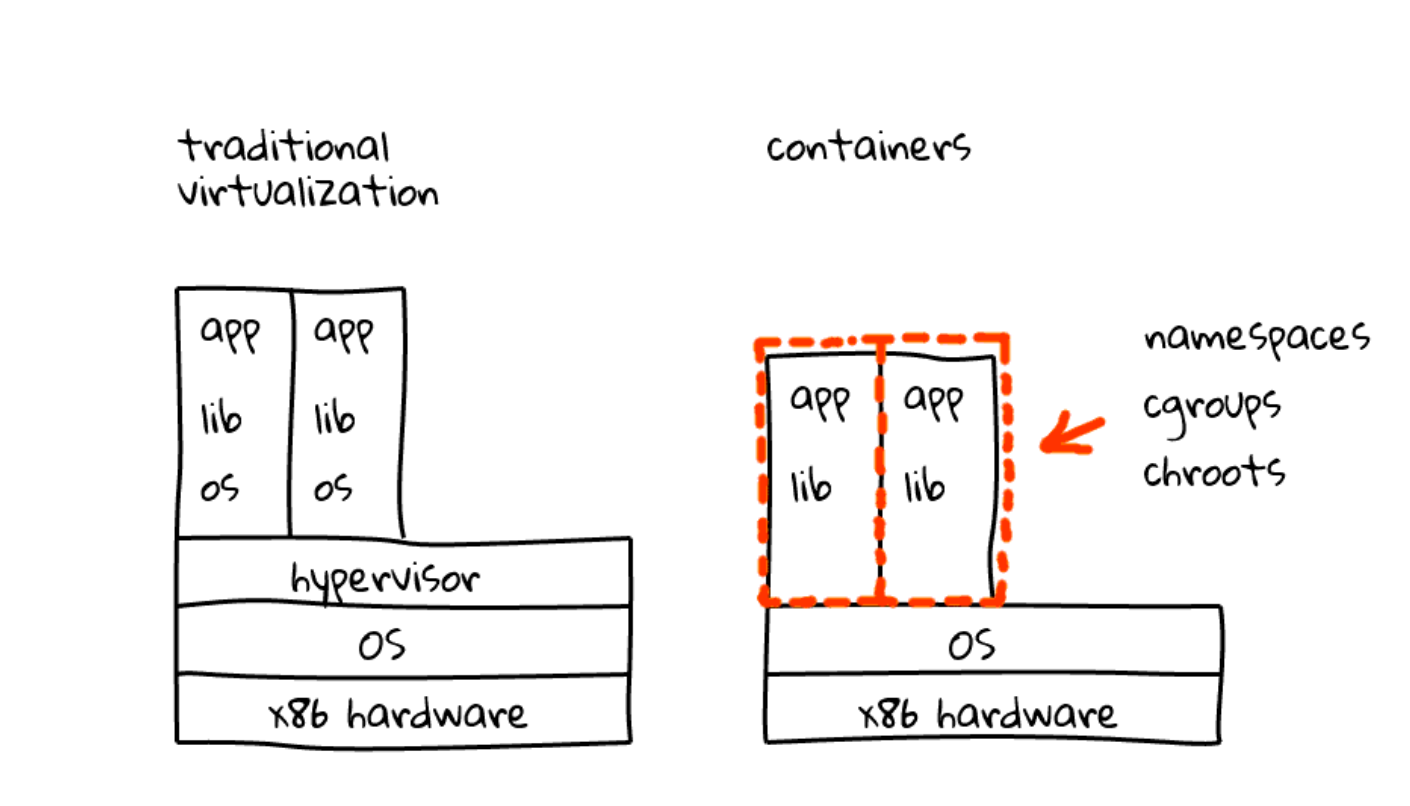 traditional
virtualization
app app
lib lib
os os
hypervisor
OS
x86 hardware
containers
app app
lib lib
OS
x86 hardware
namespaces
cgroups
chroots